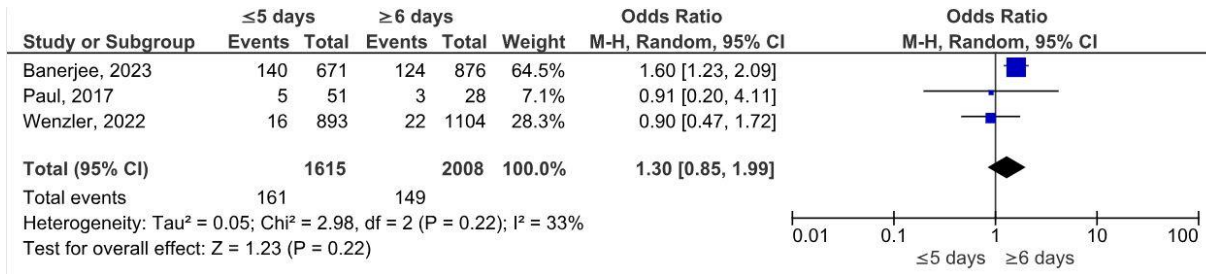 ≤5 days ≥6 days Odds Ratio Odds Ratio
Study or Subgroup Events Total Events Total Weight M-H, Random, 95% CI M-H, Random, 95% CI
Banerjee, 2023 140 671 124 876 64.5% 1.60 [1.23, 2.09]
Paul, 2017 5 51 3 28 7.1% 0.91 [0.20, 4.11]
Wenzler, 2022 16 893 22 1104 28.3% 0.90 [0.47, 1.72]
Total (95% CI) 1615 2008 100.0% 1.30 [0.85, 1.99]
Total events 161 149
Heterogeneity: Tau² = 0.05; Chi² = 2.98, df = 2 (P = 0.22); I² = 33%
Test for overall effect: Z = 1.23 (P = 0.22)
0.01 0.1 1 10 100
≤5 days ≥6 days